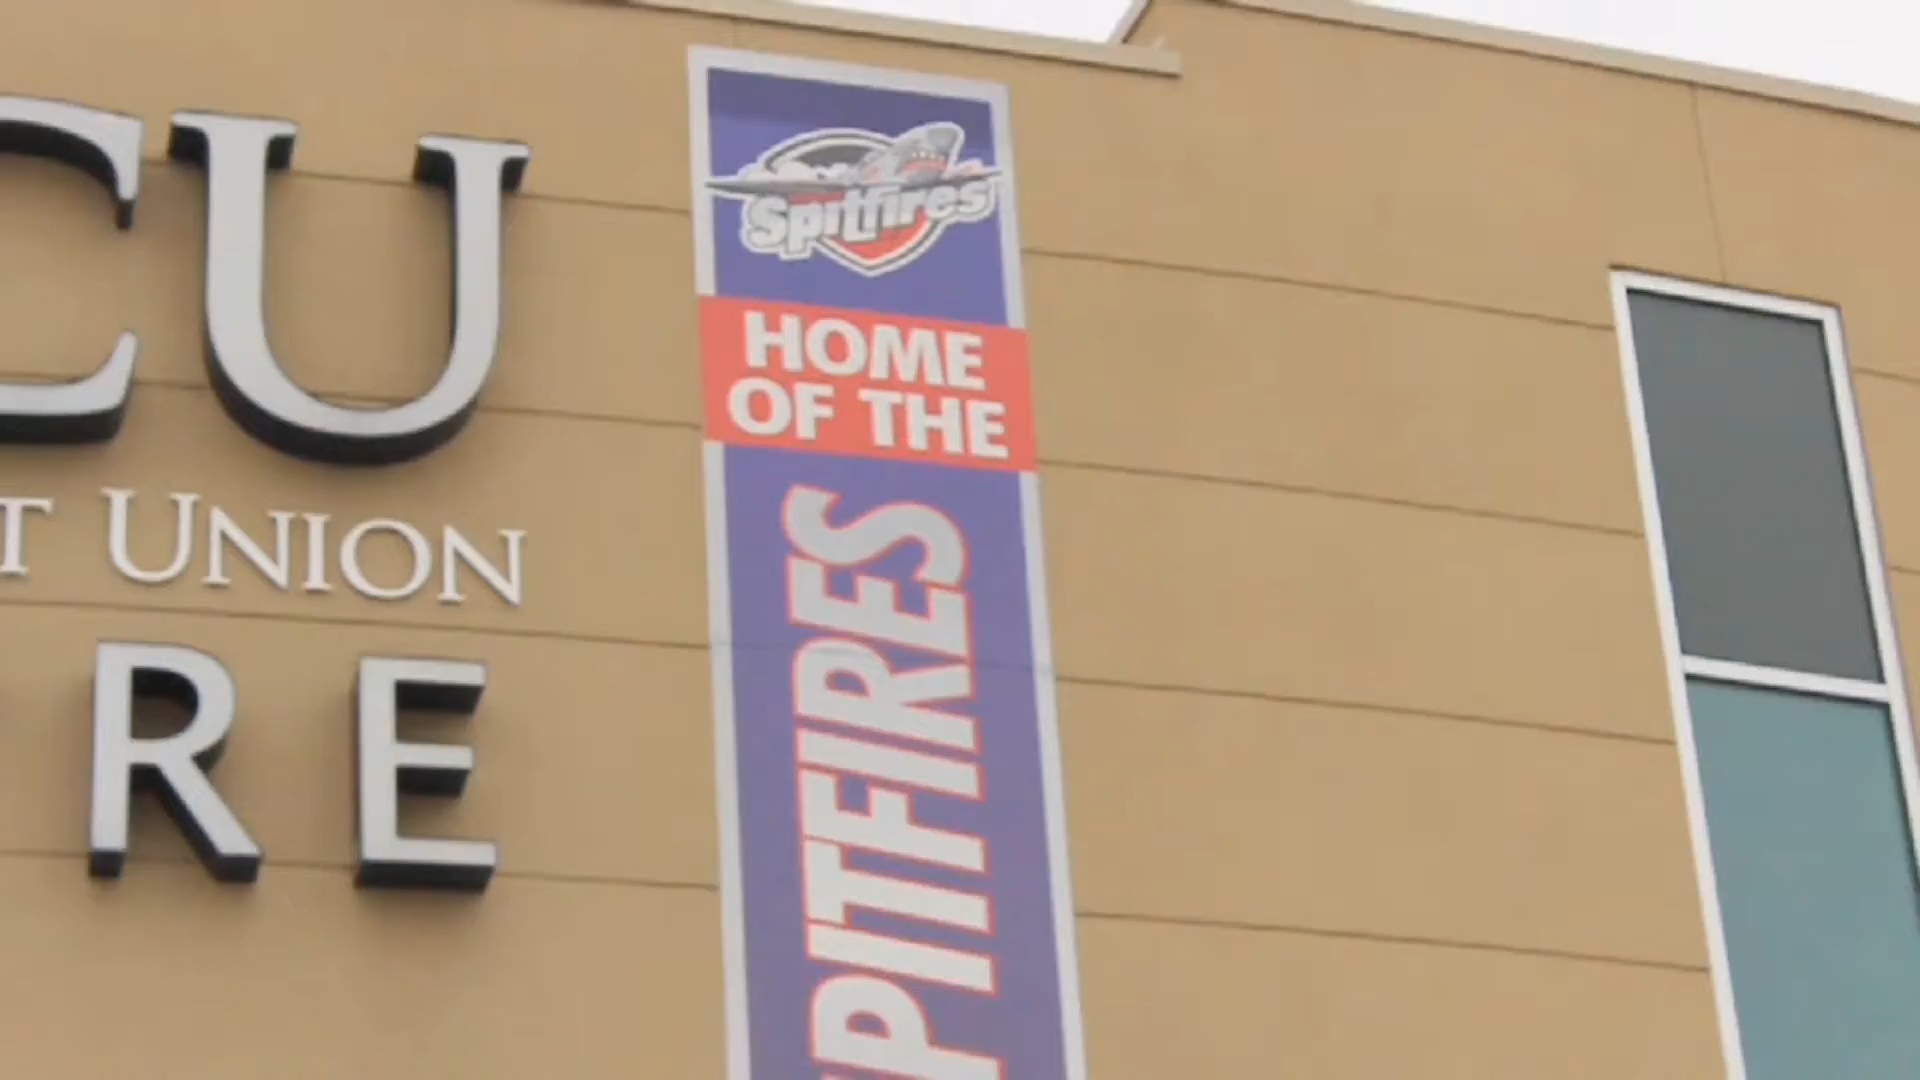 CU
T UNION
RE
Spitfires
HOME
OF THE
PITFIRES